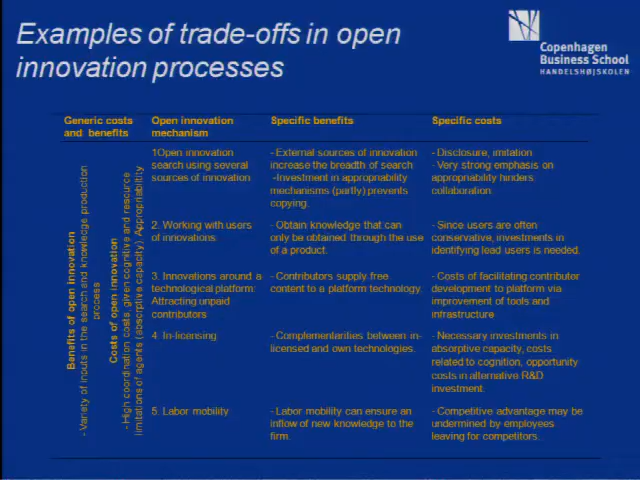 Examples of trade-offs in open
innovation processes
Copenhagen
Business School
HANDELSHØJSKOLEN
Generic costs
and benefits
Open innovation
mechanism
Specific benefits
Specific costs
Benefits of open innovation
- Variety of inputs in the search and knowledge production
process
Costs of open innovation
- High coordination costs, given cognitive and resource
limitations of agents (absorptive capacity) Appropriability
1Open innovation
search using several
sources of innovation
- External sources of innovation
increase the breadth of search
-Investment in appropriability
mechanisms (partly) prevents
copying.
- Disclosure, imitation
- Very strong emphasis on
appropriability hinders
collaboration.
2. Working with users
of innovations.
- Obtain knowledge that can
only be obtained through the use
of a product.
- Since users are often
conservative, investments in
identifying lead users is needed.
3. Innovations around a
technological platform:
Attracting unpaid
contributors
- Contributors supply free
content to a platform technology.
- Costs of facilitating contributor
development to platform via
improvement of tools and
infrastructure
4. In-licensing
- Complementarities between in-
licensed and own technologies.
- Necessary investments in
absorptive capacity, costs
related to cognition, opportunity
costs in alternative R&D
investment.
5. Labor mobility
- Labor mobility can ensure an
inflow of new knowledge to the
firm.
- Competitive advantage may be
undermined by employees
leaving for competitors.